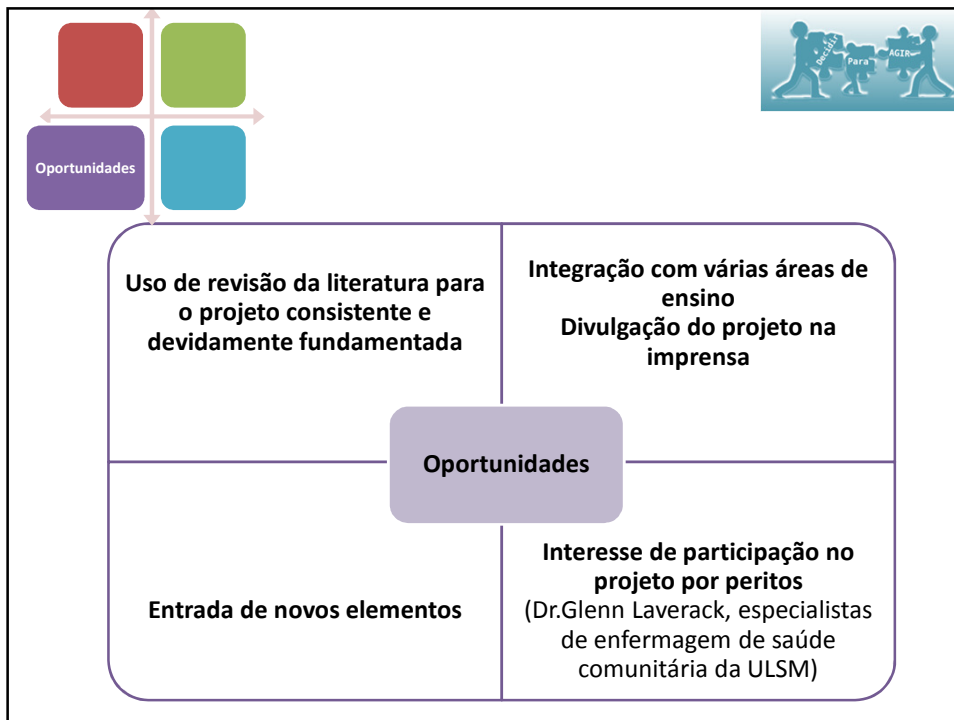 Oportunidades
Decidir
Para
AGIR
Uso de revisão da literatura para
o projeto consistente e
devidamente fundamentada
Integração com várias áreas de
ensino
Divulgação do projeto na
imprensa
Oportunidades
Entrada de novos elementos
Interesse de participação no
projeto por peritos
(Dr.Glenn Laverack, especialistas
de enfermagem de saúde
comunitária da ULSM)